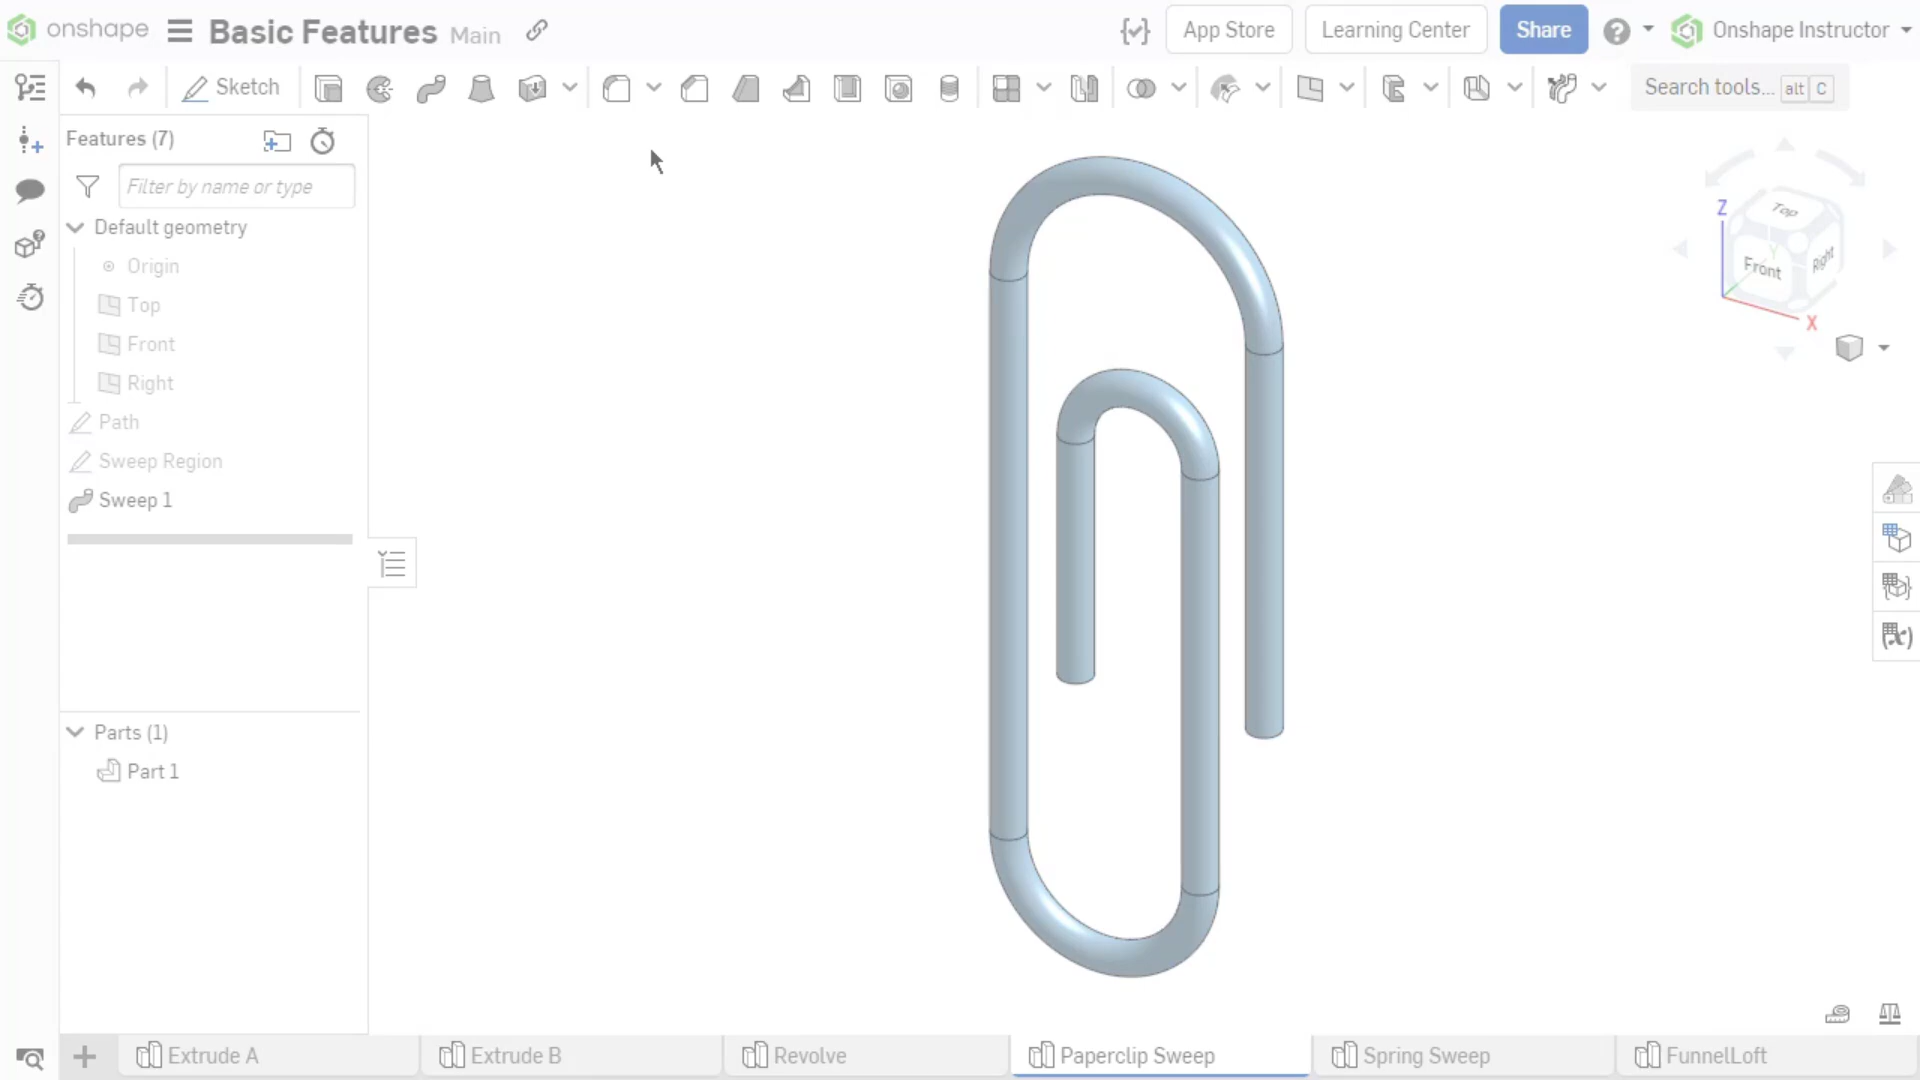 onshape
Basic Features Main
App Store
Learning Center
Share
Onshape Instructor
Sketch
Search tools... alt C
Features (7)
Filter by name or type
Default geometry
Origin
Top
Front
Right
Path
Sweep Region
Sweep 1
Parts (1)
Part 1
Z
Top
Front
Right
Y
X
Extrude A
Extrude B
Revolve
Paperclip Sweep
Spring Sweep
FunnelLoft